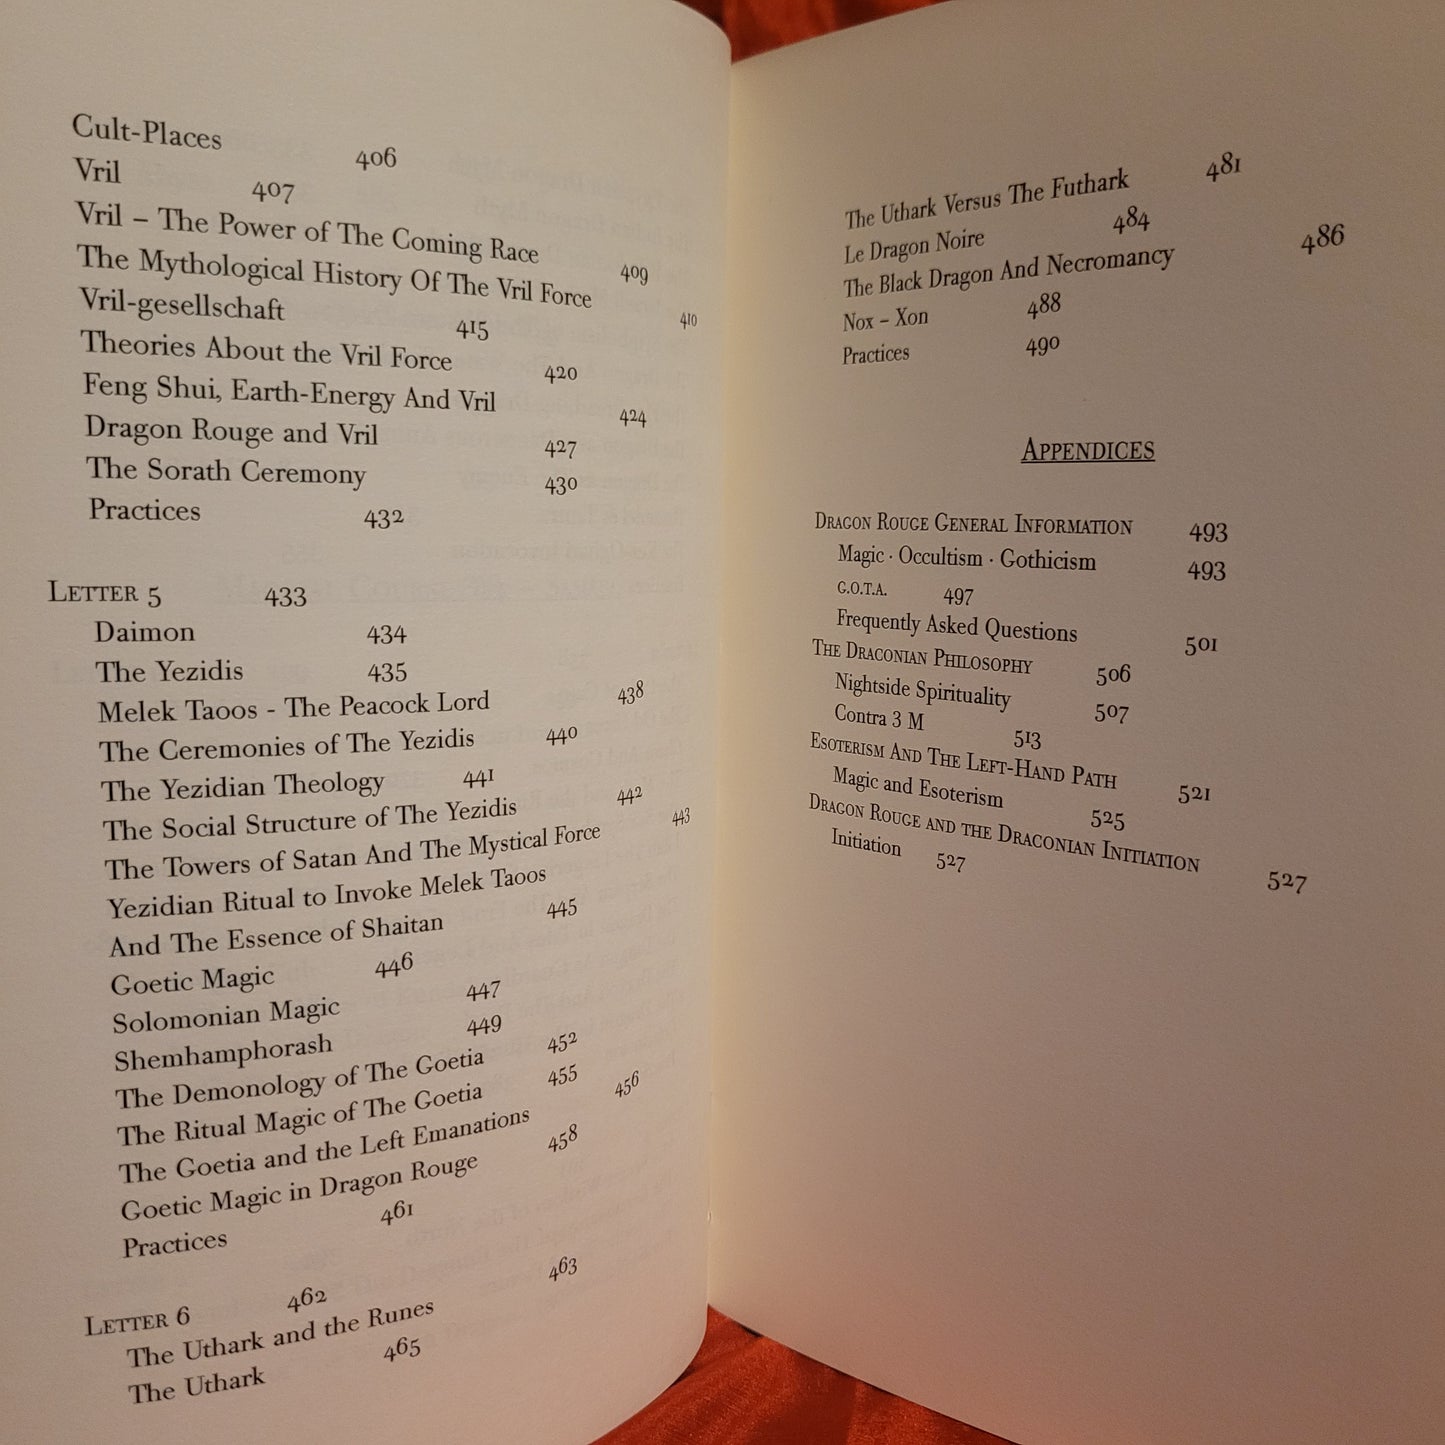 Cult-Places 406
Vril 407
Vril – The Power of The Coming Race 409
The Mythological History Of The Vril Force 410
Vril-gesellschaft 415
Theories About the Vril Force 420
Feng Shui, Earth-Energy And Vril 424
Dragon Rouge and Vril 427
The Sorath Ceremony 430
Practices 432
Letter 5 433
Daimon 434
The Yezidis 435
Melek Taoos - The Peacock Lord 438
The Ceremonies of The Yezidis 440
The Yezidian Theology 441
The Social Structure of The Yezidis 442
The Towers of Satan And The Mystical Force 443
Yezidian Ritual to Invoke Melek Taoos
And The Essence of Shaitan 445
Goetic Magic 446
Solomonian Magic 447
Shemhamphorash 449
The Demonology of The Goetia 452
The Ritual Magic of The Goetia 455
The Goetia and the Left Emanations 456
Goetic Magic in Dragon Rouge 458
Practices 461
Letter 6 462
The Uthark and the Runes 463
The Uthark 465
The Uthark Versus The Futhark 481
Le Dragon Noire 484
The Black Dragon And Necromancy 486
Nox – Xon 488
Practices 490
Appendices
Dragon Rouge General Information 493
Magic · Occultism · Gothicism 493
G.O.T.A. 497
Frequently Asked Questions 501
The Draconian Philosophy 506
Nightside Spirituality 507
Contra 3 M 513
Esoterism And The Left-Hand Path 521
Magic and Esoterism 525
Dragon Rouge and the Draconian Initiation 527
Initiation 527